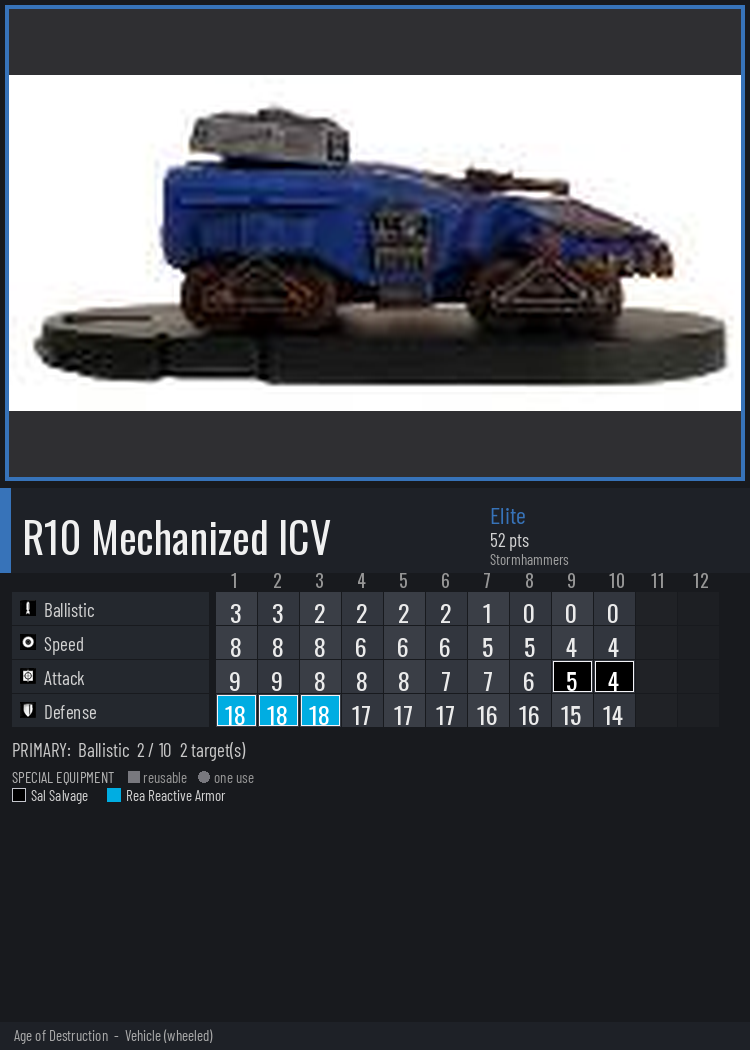 R10 Mechanized ICV
Elite
52 pts
Stormhammers
1 2 3 4 5 6 7 8 9 10 11 12
Ballistic 3 3 2 2 2 2 1 0 0 0
Speed 8 8 8 6 6 6 5 5 4 4
Attack 9 9 8 8 8 7 7 6 5 4
Defense 18 18 18 17 17 17 16 16 15 14
PRIMARY: Ballistic 2 / 10 2 target(s)
SPECIAL EQUIPMENT reusable one use
Sal Salvage Rea Reactive Armor
Age of Destruction - Vehicle (wheeled)